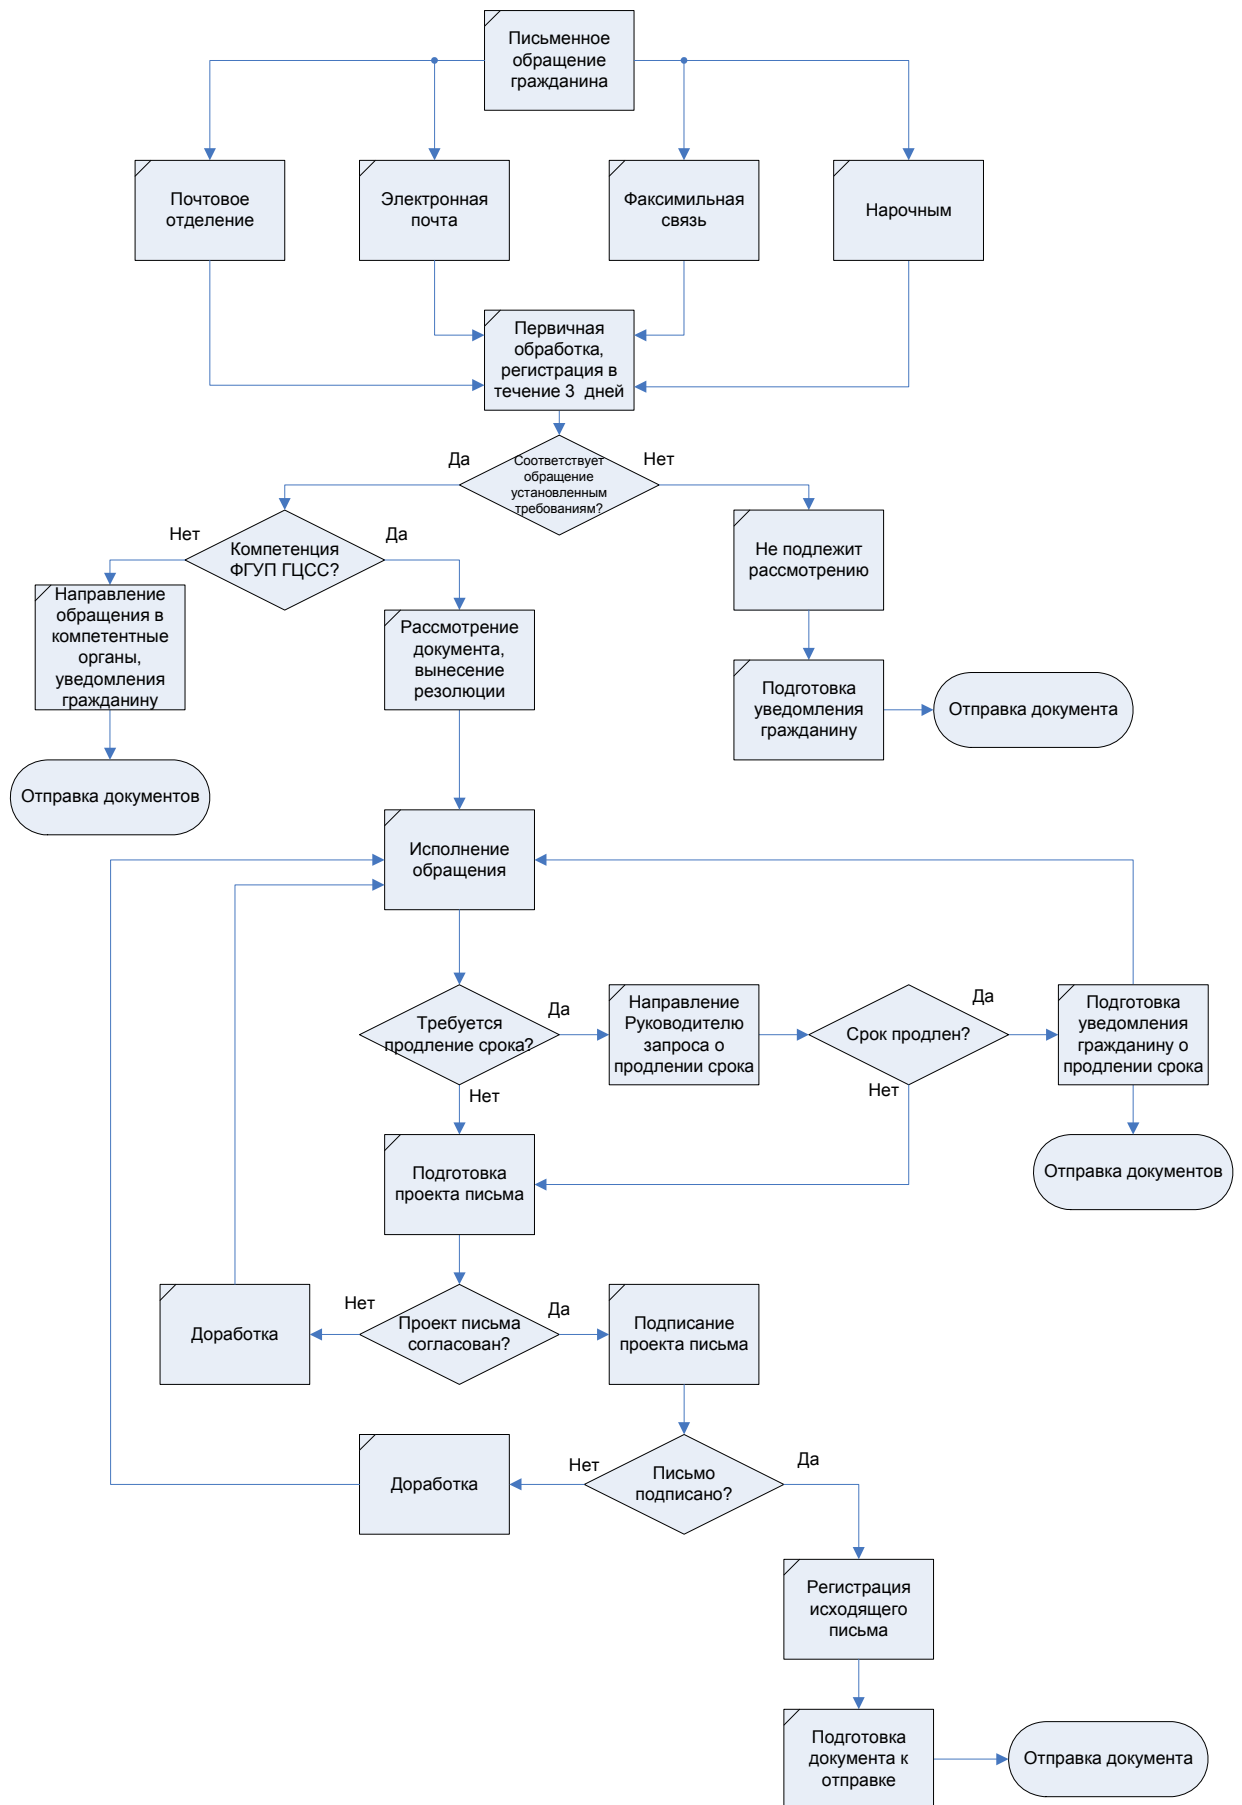 Письменное
обращение
гражданина
Почтовое
отделение
Электронная
почта
Факсимильная
связь
Нарочным
Первичная
обработка,
регистрация в
течение 3 дней
Соответствует
обращение
установленным
требованиям?
Да
Нет
Компетенция
ФГУП ГЦСС?
Нет
Да
Не подлежит
рассмотрению
Направление
обращения в
компетентные
органы,
уведомления
гражданину
Рассмотрение
документа,
вынесение
резолюции
Подготовка
уведомления
гражданину
Отправка документа
Отправка документов
Исполнение
обращения
Требуется
продление срока?
Да
Нет
Направление
Руководителю
запроса о
продлении срока
Срок продлен?
Да
Нет
Подготовка
уведомления
гражданину о
продлении срока
Отправка документов
Подготовка
проекта письма
Доработка
Нет
Проект письма
согласован?
Да
Подписание
проекта письма
Доработка
Нет
Письмо
подписано?
Да
Регистрация
исходящего
письма
Подготовка
документа к
отправке
Отправка документа